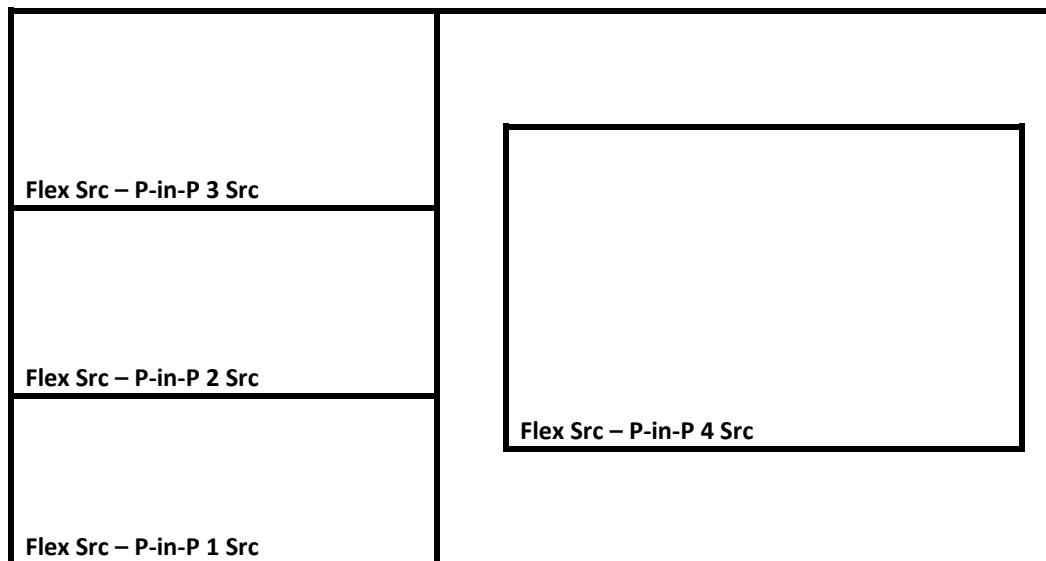 Flex Src – P-in-P 3 Src
Flex Src – P-in-P 2 Src
Flex Src – P-in-P 1 Src
Flex Src – P-in-P 4 Src